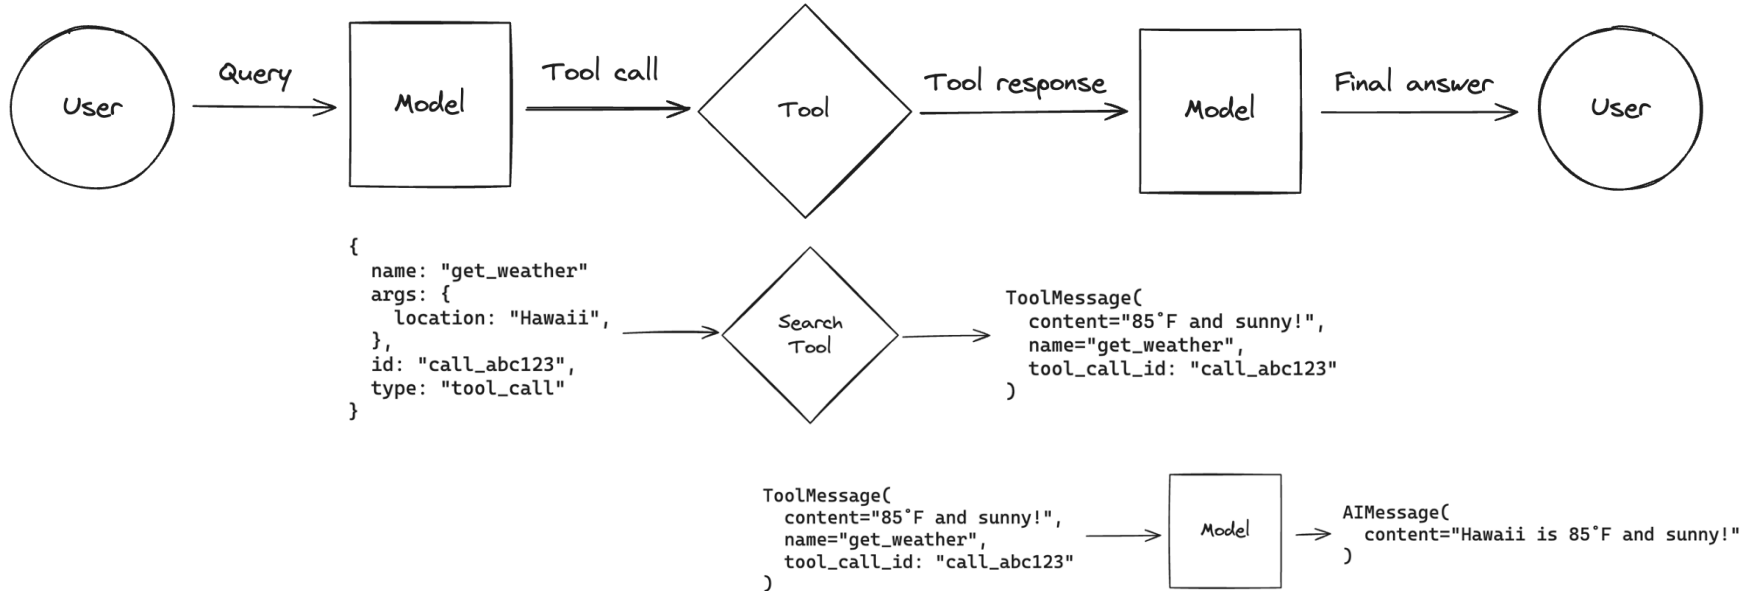 User
Query
Model
Tool call
Tool
Tool response
Model
Final answer
User
{
  name: "get_weather"
  args: {
    location: "Hawaii",
  },
  id: "call_abc123",
  type: "tool_call"
}
Search
Tool
ToolMessage(
  content="85°F and sunny!",
  name="get_weather",
  tool_call_id: "call_abc123"
)
ToolMessage(
  content="85°F and sunny!",
  name="get_weather",
  tool_call_id: "call_abc123"
)
Model
AIMessage(
  content="Hawaii is 85°F and sunny!"
)